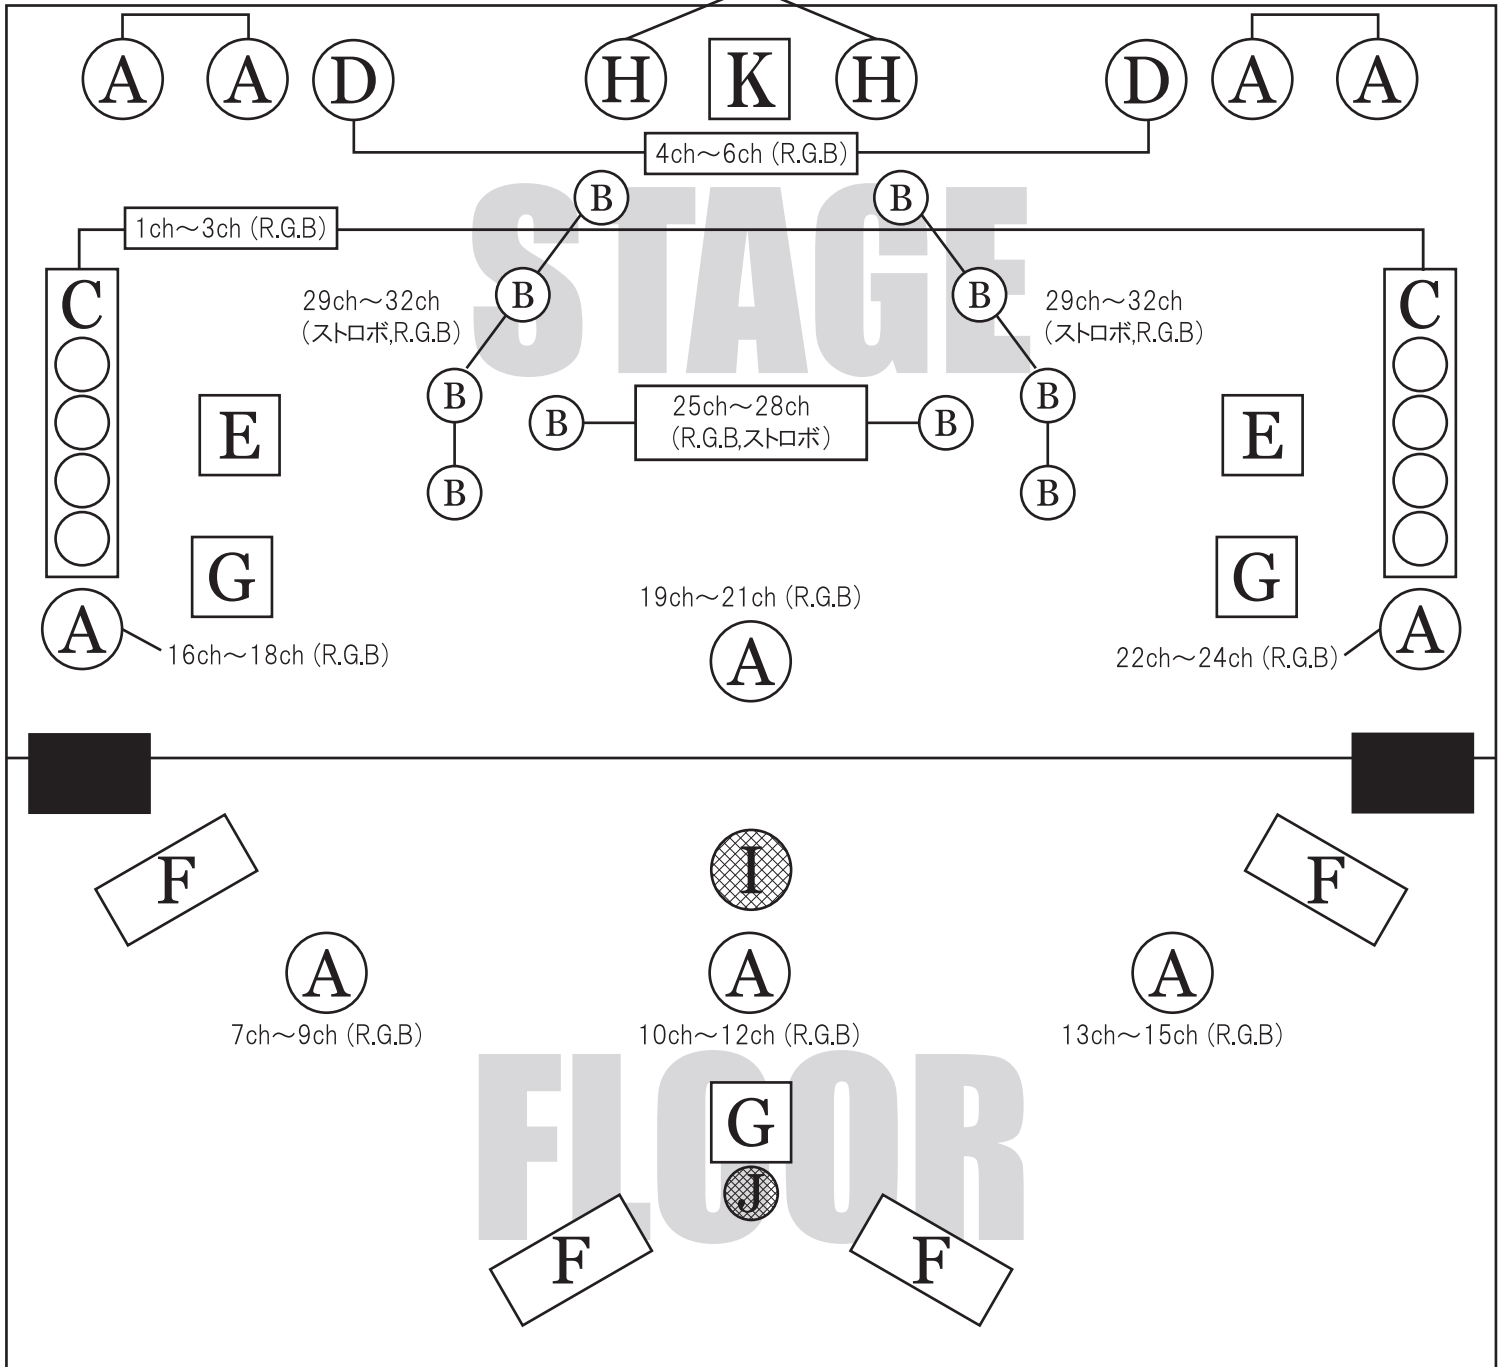 A A D H K H D A A
4ch～6ch (R.G.B)
STAGE
B B
1ch～3ch (R.G.B)
C B B C
29ch～32ch
(ストロボ,R.G.B)
29ch～32ch
(ストロボ,R.G.B)
B B
25ch～28ch
(R.G.B,ストロボ)
B B
E E
B B
G G
19ch～21ch (R.G.B)
A A
16ch～18ch (R.G.B)
A
22ch～24ch (R.G.B)
I
F F
A A A
7ch～9ch (R.G.B)
10ch～12ch (R.G.B)
13ch～15ch (R.G.B)
FLOOR
G
J
F F